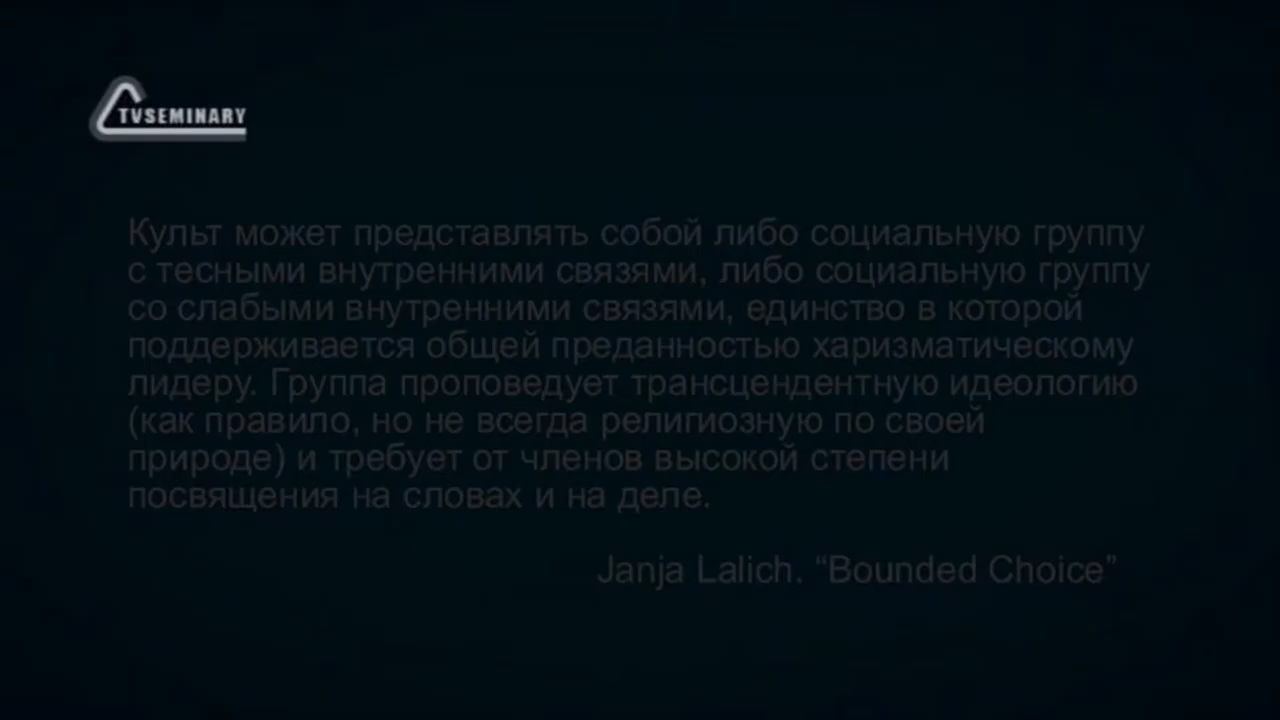 TVSEMINARY
Культ может представлять собой либо социальную группу
с тесными внутренними связями, либо социальную группу
со слабыми внутренними связями, единство в которой
поддерживается общей преданностью харизматическому
лидеру. Группа проповедует трансцендентную идеологию
(как правило, но не всегда религиозную по своей
природе) и требует от членов высокой степени
посвящения на словах и на деле.
Janja Lalich. “Bounded Choice”